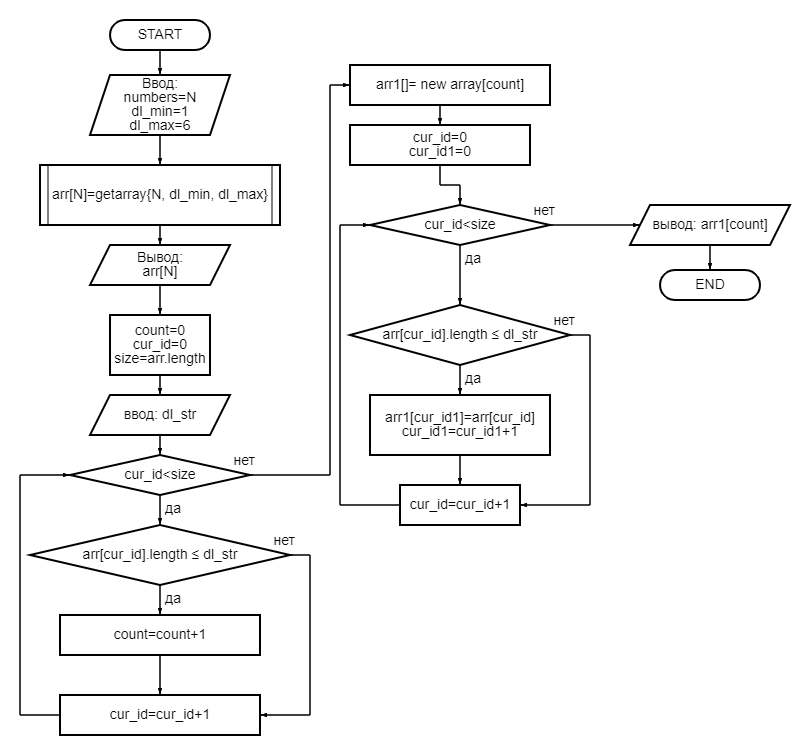 START
Ввод:
numbers=N
dl_min=1
dl_max=6
arr[N]=getarray{N, dl_min, dl_max}
Вывод:
arr[N]
count=0
cur_id=0
size=arr.length
ввод: dl_str
cur_id<size
нет
да
arr[cur_id].length ≤ dl_str
нет
да
count=count+1
cur_id=cur_id+1
arr1[]= new array[count]
cur_id=0
cur_id1=0
cur_id<size
нет
да
arr[cur_id].length ≤ dl_str
нет
да
arr1[cur_id1]=arr[cur_id]
cur_id1=cur_id1+1
cur_id=cur_id+1
вывод: arr1[count]
END